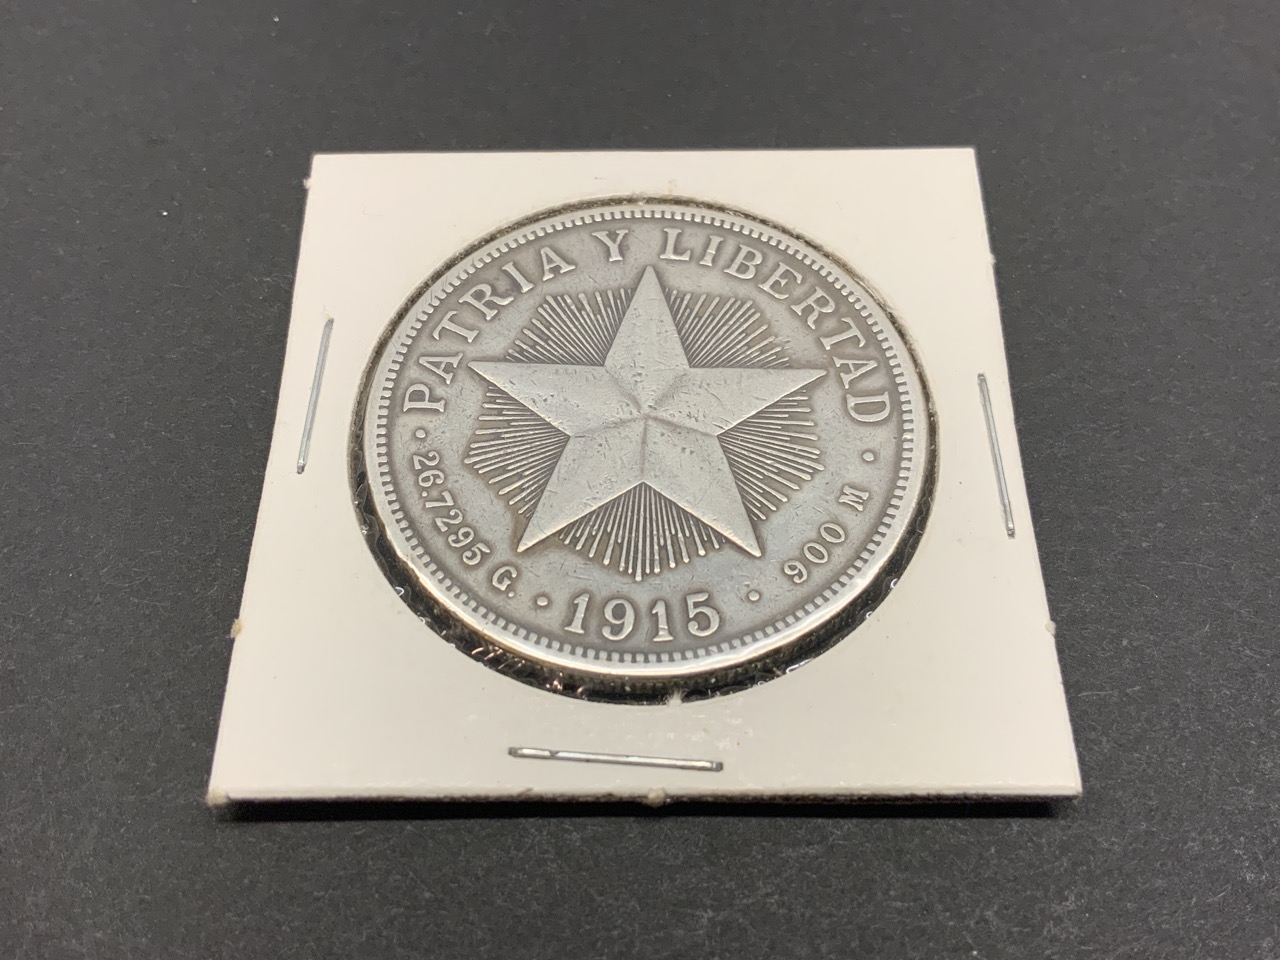 PATRIA Y LIBERTAD
· 26.7295 G. · 1915 · 900 M ·